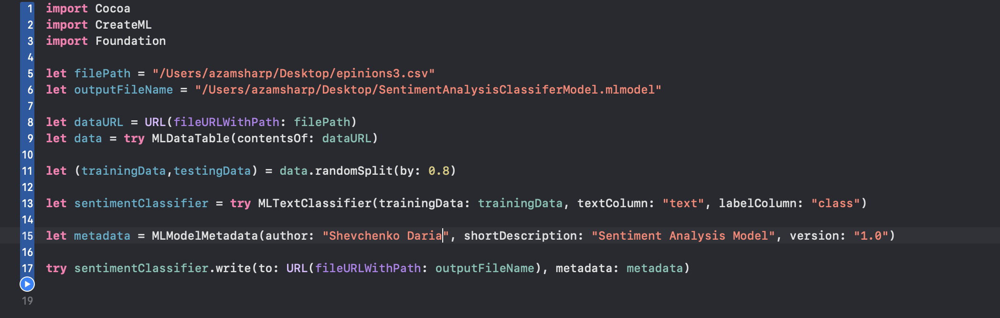 1 import Cocoa
2 import CreateML
3 import Foundation
4
5 let filePath = "/Users/azamsharp/Desktop/epinions3.csv"
6 let outputFileName = "/Users/azamsharp/Desktop/SentimentAnalysisClassiferModel.mlmodel"
7
8 let dataURL = URL(fileURLWithPath: filePath)
9 let data = try MLDataTable(contentsOf: dataURL)
10
11 let (trainingData,testingData) = data.randomSplit(by: 0.8)
12
13 let sentimentClassifier = try MLTextClassifier(trainingData: trainingData, textColumn: "text", labelColumn: "class")
14
15 let metadata = MLModelMetadata(author: "Shevchenko Daria", shortDescription: "Sentiment Analysis Model", version: "1.0")
16
17 try sentimentClassifier.write(to: URL(fileURLWithPath: outputFileName), metadata: metadata)
19